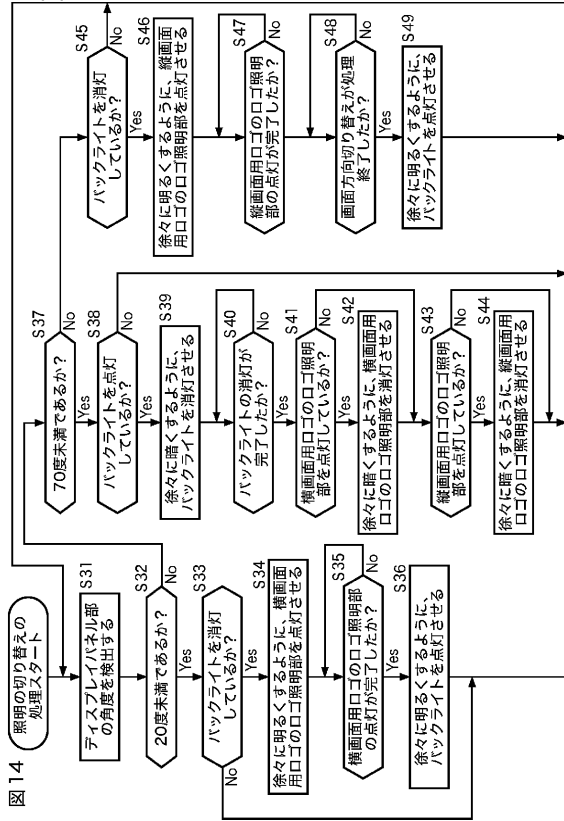 図14
照明の切り替えの
処理スタート
S31
ディスプレイパネル部
の角度を検出する
S32
20度未満であるか？
No
Yes
S33
バックライトを消灯
しているか？
No
Yes
S34
徐々に明るくするように、横画面
用ロゴのロゴ照明部を点灯させる
S35
横画面用ロゴのロゴ照明部
の点灯が完了したか？
No
Yes
S36
徐々に明るくするように、
バックライトを点灯させる
S37
70度未満であるか？
No
Yes
S38
バックライトを点灯
しているか？
No
Yes
S39
徐々に暗くするように、
バックライトを消灯させる
S40
バックライトの消灯が
完了したか？
No
Yes
S41
横画面用ロゴのロゴ照明
部を点灯しているか？
No
Yes
S42
徐々に暗くするように、横画面用
ロゴのロゴ照明部を消灯させる
S43
縦画面用ロゴのロゴ照明
部を点灯しているか？
No
Yes
S44
徐々に暗くするように、縦画面用
ロゴのロゴ照明部を消灯させる
S45
バックライトを消灯
しているか？
No
Yes
S46
徐々に明るくするように、縦画面
用ロゴのロゴ照明部を点灯させる
S47
縦画面用ロゴのロゴ照明
部の点灯が完了したか？
No
Yes
S48
画面方向切り替えが処理
終了したか？
No
Yes
S49
徐々に明るくするように、
バックライトを点灯させる